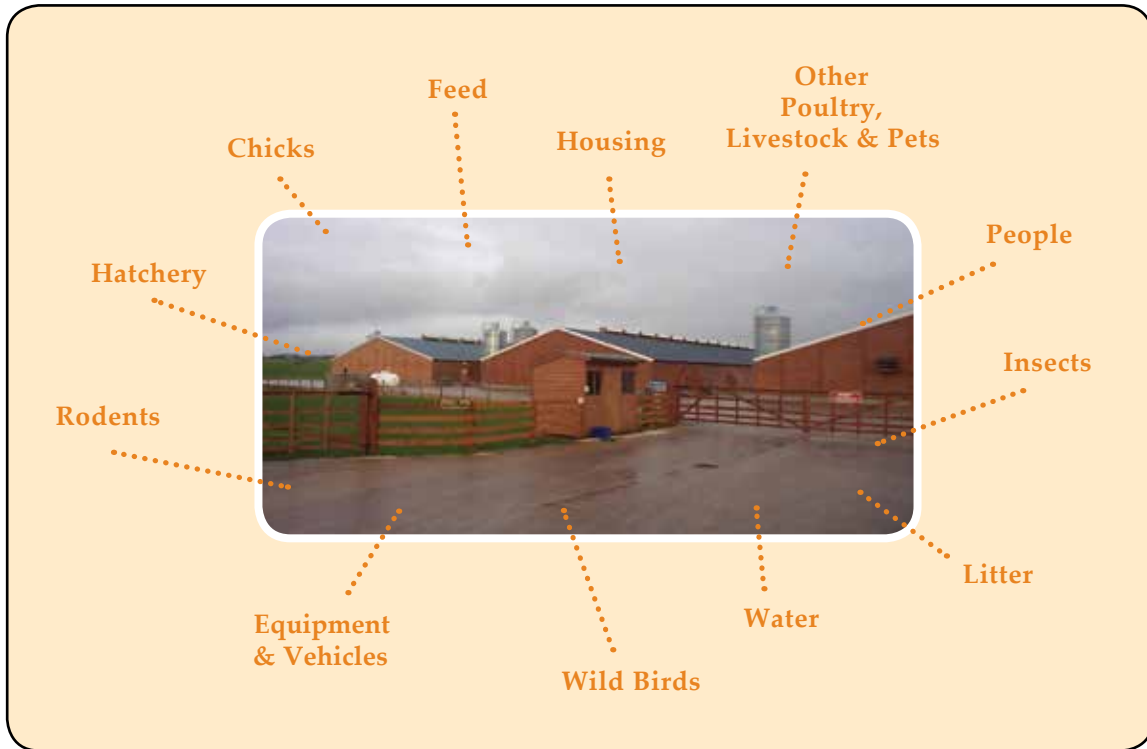 Feed
Other
Poultry,
Livestock & Pets
Housing
Chicks
People
Hatchery
Insects
Rodents
Litter
Water
Equipment
& Vehicles
Wild Birds